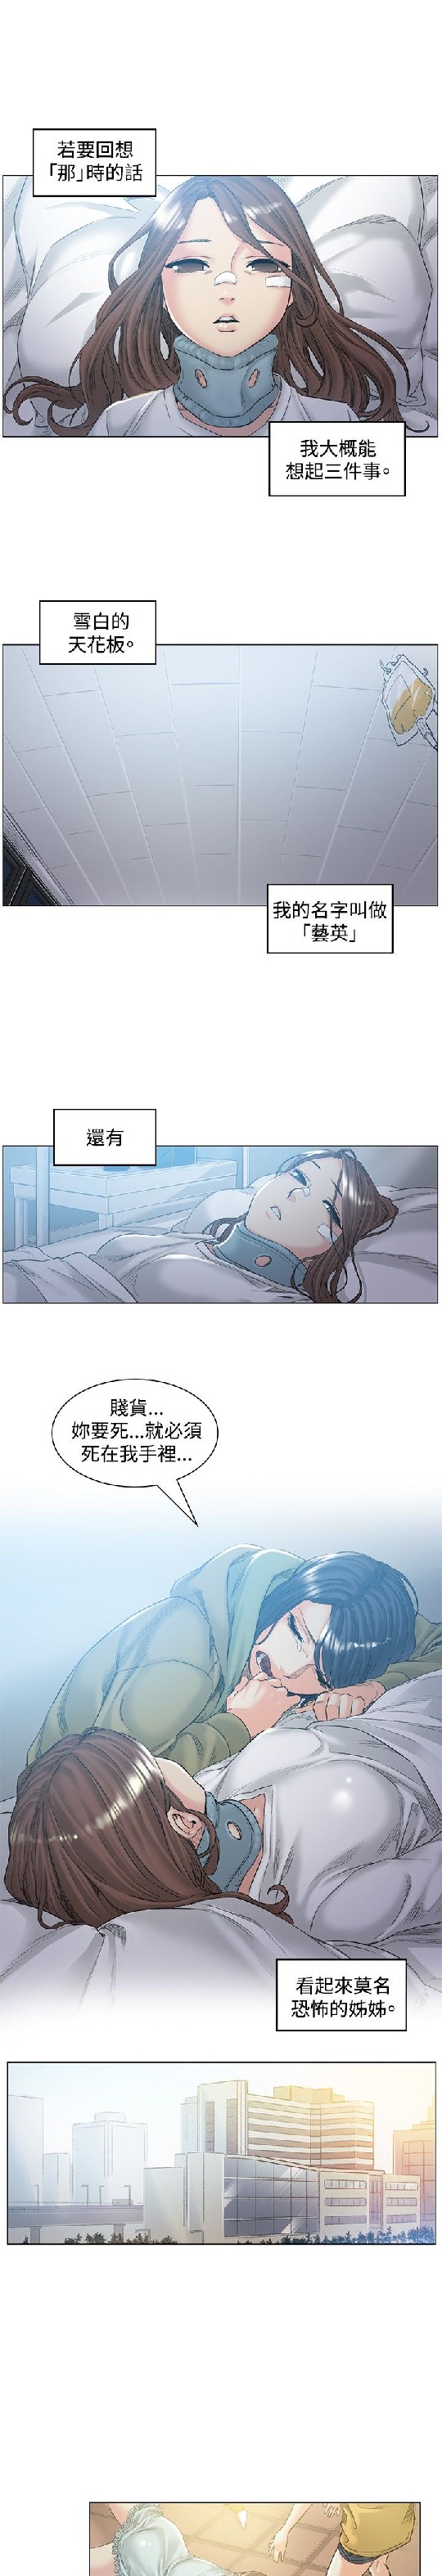 若要回想
「那」時的話
我大概能
想起三件事。
雪白的
天花板。
我的名字叫做
「藝英」
還有
賤貨…
妳要死…就必須
死在我手裡…
看起來莫名
恐怖的姊姊。